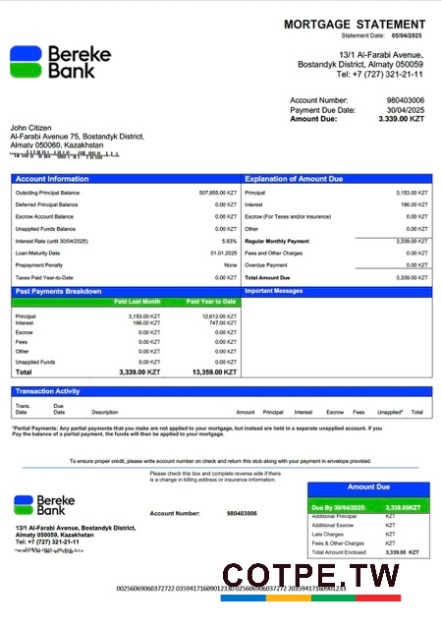 MORTGAGE STATEMENT
Statement Date: 05/04/2025
Bereke
Bank
13/1 Al-Farabi Avenue,
Bostandyk District, Almaty 050059
Tel: +7 (727) 321-21-11
Account Number: 980403006
Payment Due Date: 30/04/2025
Amount Due: 3.339.00 KZT
John Citizen
Al-Farabi Avenue 75, Bostandyk District,
Almaty 050060, Kazakhstan
Account Information
Outsiding Principal Balance 507,655.00 KZT
Deferred Principal Balance 0.00 KZT
Escrow Account Balance 0.00 KZT
Unapplied Funds Balance 0.00 KZT
Interest Rate (until 30/04/2025) 5.93%
Loan Maturity Date 01.01.2025
Prepayment Penalty None
Taxes Paid Year-to-Date 0.00 KZT
Explanation of Amount Due
Principal 3,153.00 KZT
Interest 186.00 KZT
Escrow (For Taxes and/or insurance) 0.00 KZT
Other 0.00 KZT
Regular Monthly Payment 3,339.00 KZT
Fees and Other Charges 0.00 KZT
Overdue Payment 0.00 KZT
Total Amount Due 3,339.00 KZT
Past Payments Breakdown
Paid Last Month Paid Year to Date
Principal 3,153.00 KZT 12,612.00 KZT
Interest 186.00 KZT 747.00 KZT
Escrow 0.00 KZT 0.00 KZT
Fees 0.00 KZT 0.00 KZT
Other 0.00 KZT 0.00 KZT
Unapplied Funds 0.00 KZT 0.00 KZT
Total 3,339.00 KZT 13,359.00 KZT
Important Messages
Transaction Activity
Trans. Date Due Date Description Amount Principal Interest Escrow Fees Unapplied* Total
*Partial Payments: Any partial payments that you make are not applied to your mortgage, but instead are held in a separate unapplied account. If you
Pay the balance of a partial payment, the funds will then be applied to your mortgage.
To ensure proper credit, please write account number on check and return this stub along with your payment in envelope provided.
Please check this box and complete reverse side if there
is a change in billing address or insurance information.
Bereke
Bank
Account Number: 980403006
13/1 Al-Farabi Avenue, Bostandyk District,
Almaty 050059, Kazakhstan
Tel: +7 (727) 321-21-11
Amount Due
Due By 30/04/2025: 3,339.00KZT
Additional Principal KZT
Additional Escrow KZT
Late Charges KZT
Fees & Other Charges KZT
Total Amount Enclosed 3,339.00 KZT
COTPE.TW